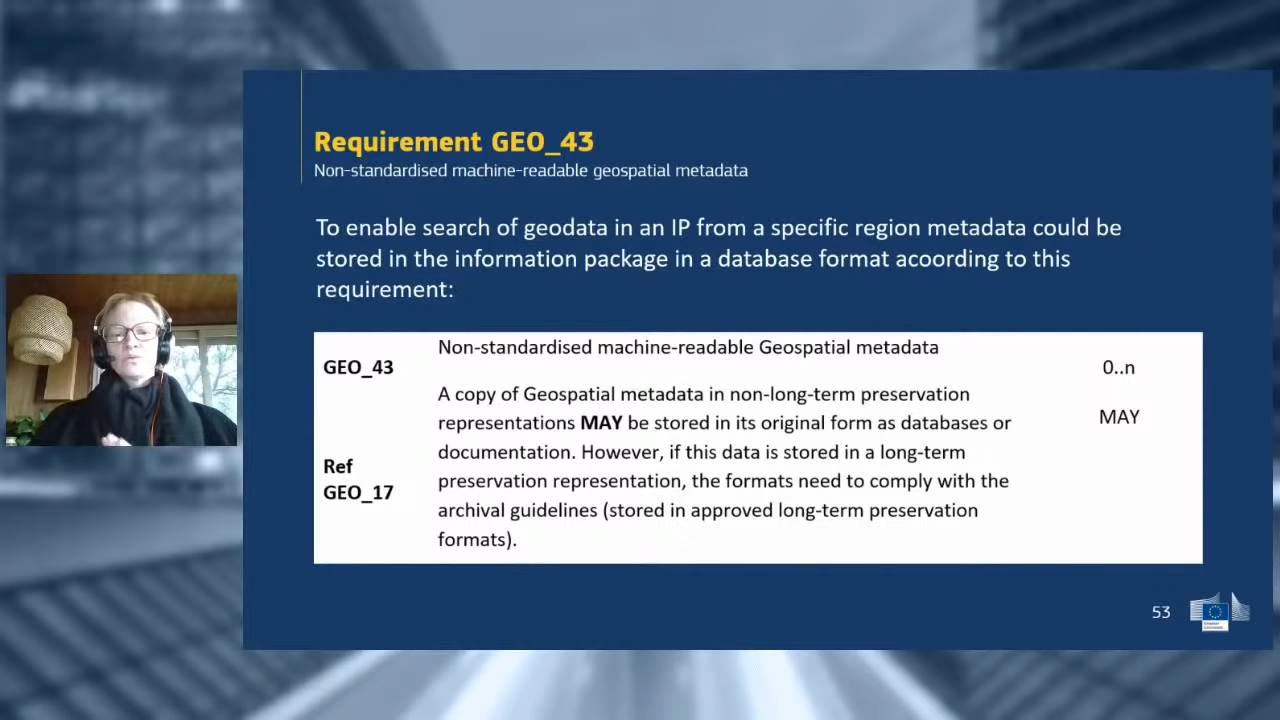 Requirement GEO_43
Non-standardised machine-readable geospatial metadata
To enable search of geodata in an IP from a specific region metadata could be
stored in the information package in a database format acoording to this
requirement:
GEO_43
Ref
GEO_17
Non-standardised machine-readable Geospatial metadata
A copy of Geospatial metadata in non-long-term preservation
representations MAY be stored in its original form as databases or
documentation. However, if this data is stored in a long-term
preservation representation, the formats need to comply with the
archival guidelines (stored in approved long-term preservation
formats).
0..n
MAY
53
European
Commission